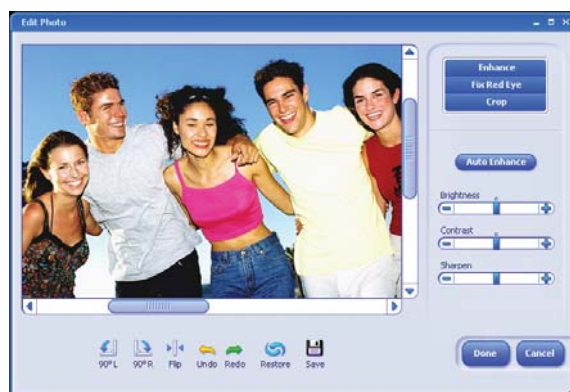 Edit Photo
Enhance
Fix Red Eye
Crop
Auto Enhance
Brightness
Contrast
Sharpen
90° L
90° R
Flip
Undo
Redo
Restore
Save
Done
Cancel